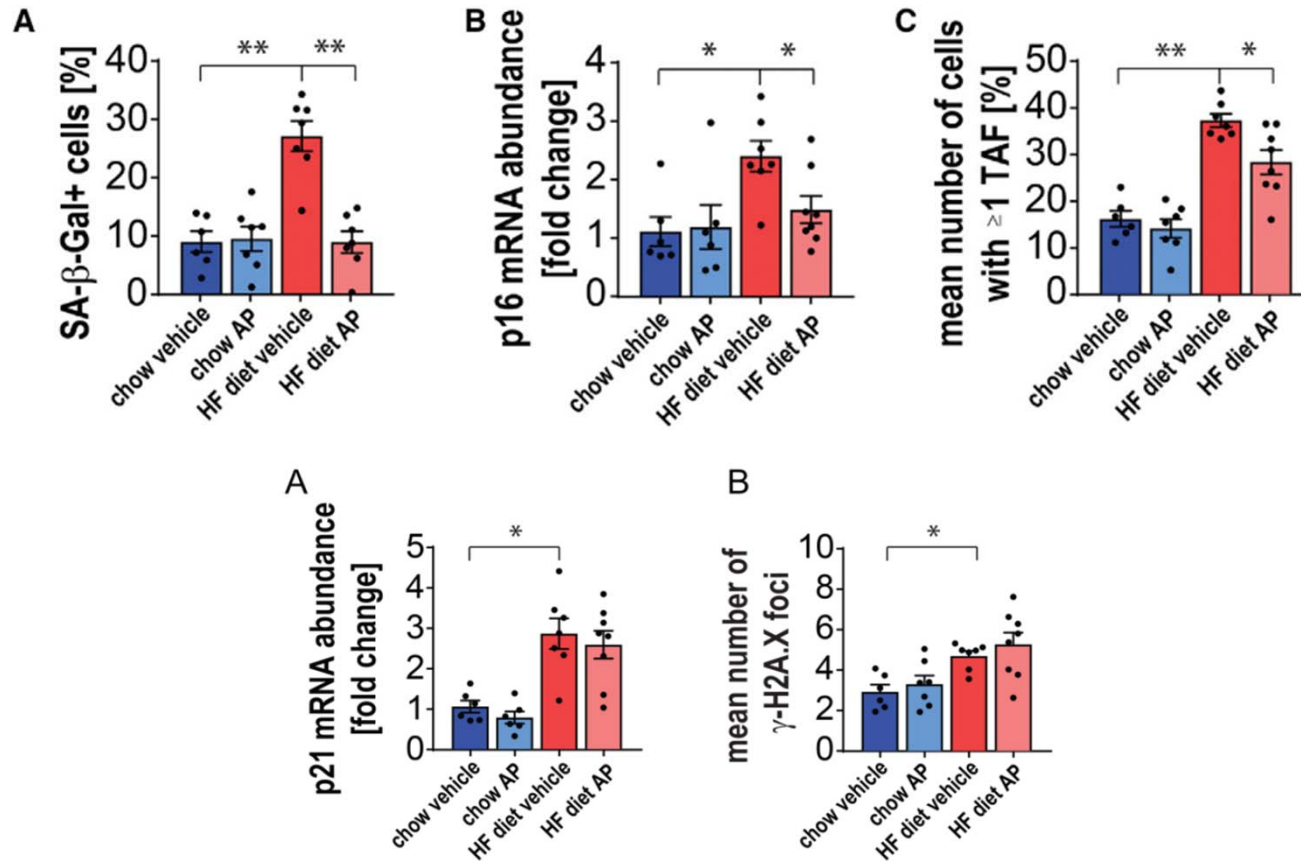 A
SA-β-Gal+ cells [%]
40
30
20
10
0
** **
chow vehicle
chow AP
HF diet vehicle
HF diet AP
B
p16 mRNA abundance
[fold change]
4
3
2
1
0
* *
chow vehicle
chow AP
HF diet vehicle
HF diet AP
C
mean number of cells
with ≥1 TAF [%]
50
40
30
20
10
0
** *
chow vehicle
chow AP
HF diet vehicle
HF diet AP
A
p21 mRNA abundance
[fold change]
5
4
3
2
1
0
*
chow vehicle
chow AP
HF diet vehicle
HF diet AP
B
mean number of
γ-H2A.X foci
10
8
6
4
2
0
*
chow vehicle
chow AP
HF diet vehicle
HF diet AP